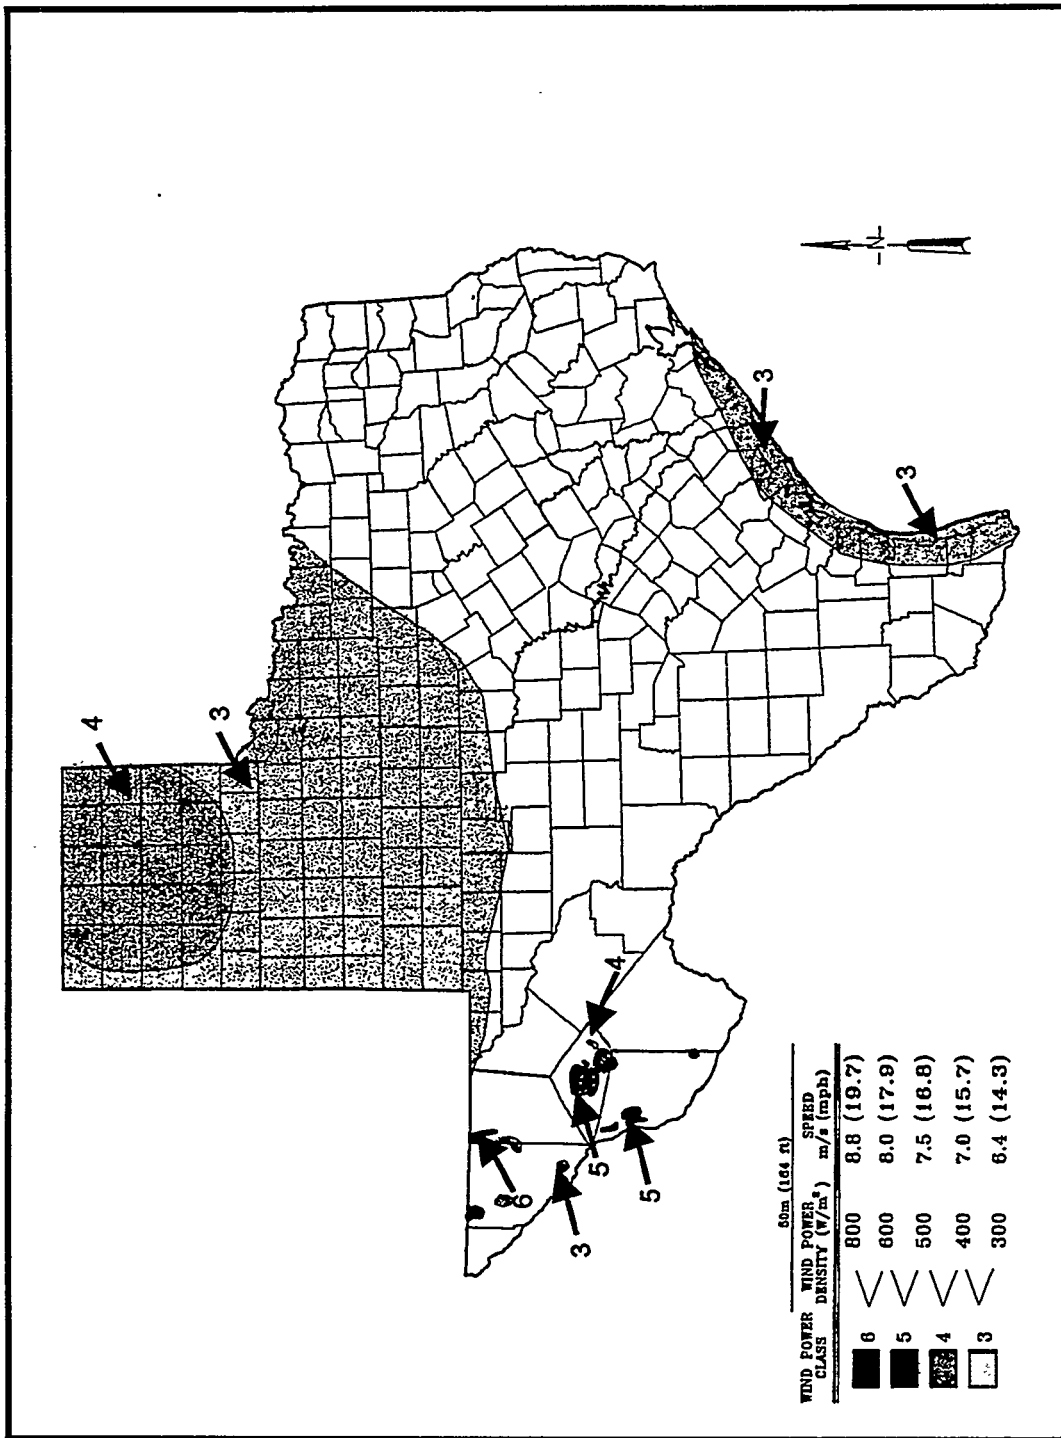 4
3
6
3
5
4
5
3
-N-
3
50m (164 ft)
WIND POWER WIND POWER SPEED
CLASS DENSITY (W/m²) m/s (mph)
800 8.8 (19.7)
6
600 8.0 (17.9)
5
500 7.5 (16.8)
4
400 7.0 (15.7)
3
300 6.4 (14.3)